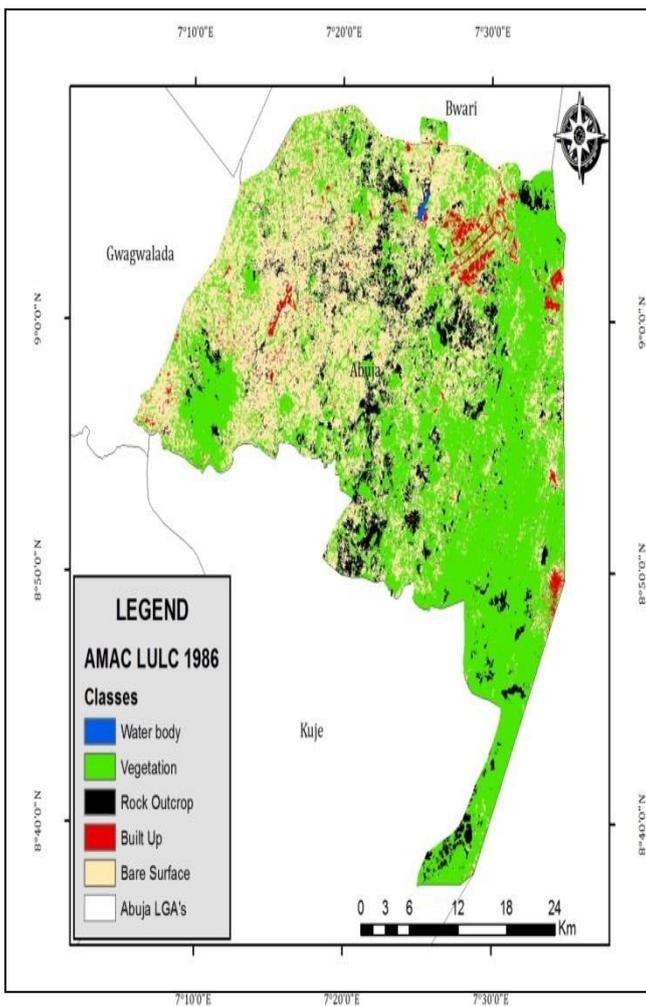 7°10'0"E
7°20'0"E
7°30'0"E
Bwari
Gwagwalada
9°0'0"N
9°0'0"N
Abuja
8°50'0"N
8°50'0"N
LEGEND
AMAC LULC 1986
Classes
Water body
Vegetation
Rock Outcrop
Built Up
Bare Surface
Abuja LGA's
Kuje
8°40'0"N
8°40'0"N
0 3 6 12 18 24
Km
7°10'0"E
7°20'0"E
7°30'0"E